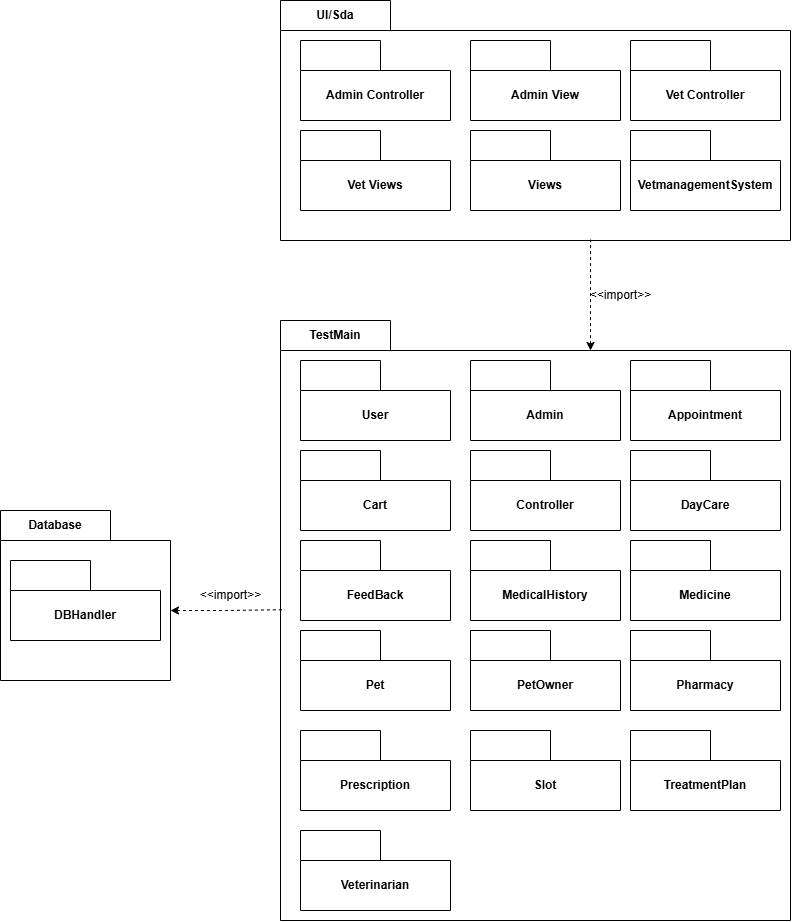 UI/Sda
Admin Controller
Admin View
Vet Controller
Vet Views
Views
VetmanagementSystem
<<import>>
TestMain
User
Admin
Appointment
Cart
Controller
DayCare
Database
DBHandler
<<import>>
FeedBack
MedicalHistory
Medicine
Pet
PetOwner
Pharmacy
Prescription
Slot
TreatmentPlan
Veterinarian